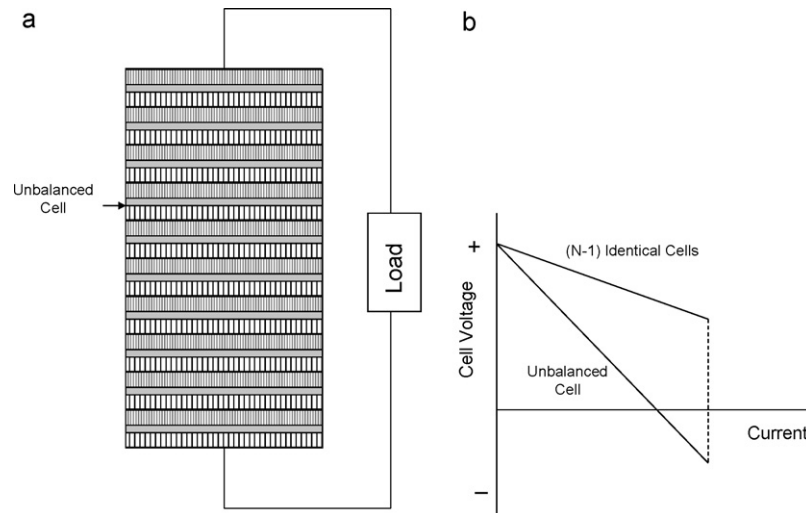 a
Unbalanced
Cell
Load
b
+
(N-1) Identical Cells
Cell Voltage
Unbalanced
Cell
Current
–